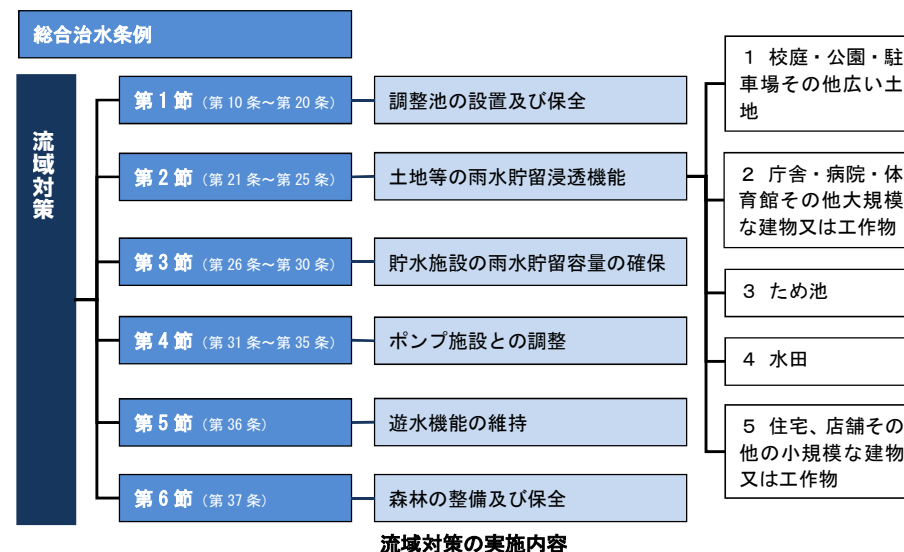 総合治水条例
流域対策
第1節（第10条～第20条）
調整池の設置及び保全
第2節（第21条～第25条）
土地等の雨水貯留浸透機能
第3節（第26条～第30条）
貯水施設の雨水貯留容量の確保
第4節（第31条～第35条）
ポンプ施設との調整
第5節（第36条）
遊水機能の維持
第6節（第37条）
森林の整備及び保全
1 校庭・公園・駐
車場その他広い土
地
2 庁舎・病院・体
育館その他大規模
な建物又は工作物
3 ため池
4 水田
5 住宅、店舗その
他の小規模な建物
又は工作物
流域対策の実施内容